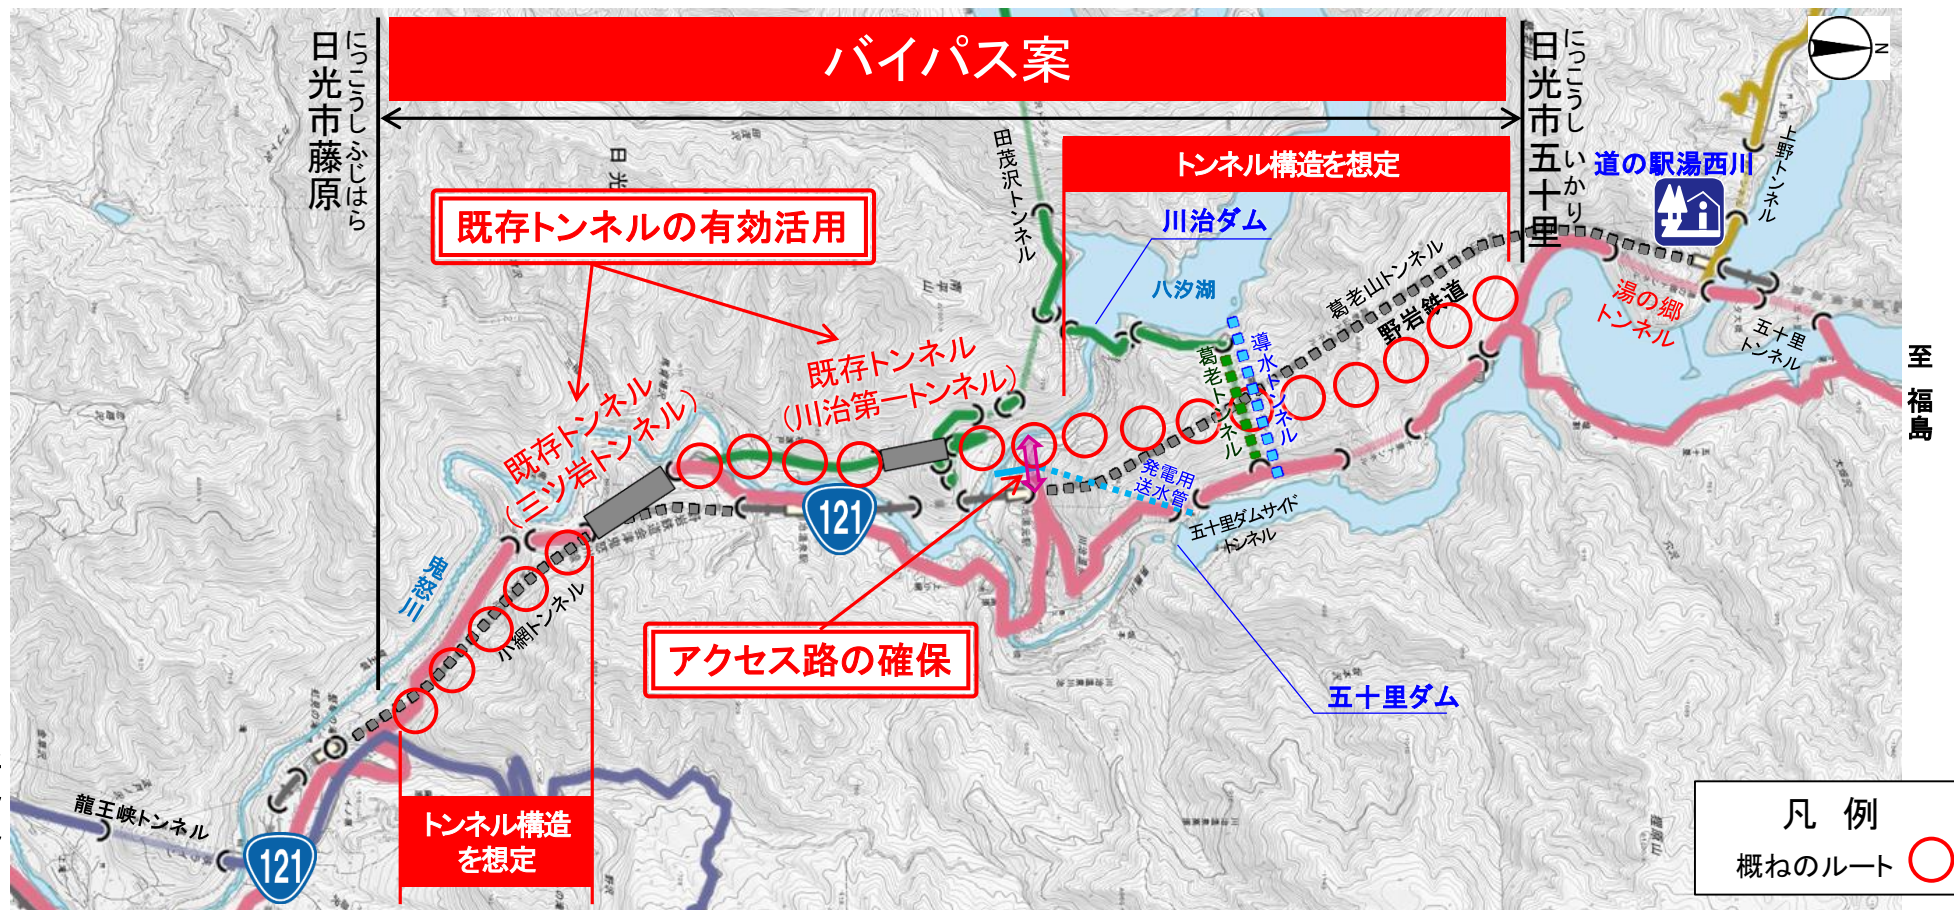 バイパス案
日光市藤原
にっこうし ふじはら
日光市五十里
にっこうし いかり
N
トンネル構造を想定
道の駅湯西川
上野トンネル
日光
田茂沢トンネル
既存トンネルの有効活用
川治ダム
八汐湖
葛老山トンネル
野岩鉄道
湯の郷
トンネル
五十里
トンネル
至 福島
既存トンネル
（川治第一トンネル）
既存トンネル
（三ツ岩トンネル）
葛老トンネル
導水トンネル
発電用
送水管
121
五十里ダムサイド
トンネル
鬼怒川
小網トンネル
アクセス路の確保
五十里ダム
龍王峡トンネル
121
トンネル構造
を想定
凡 例
概ねのルート